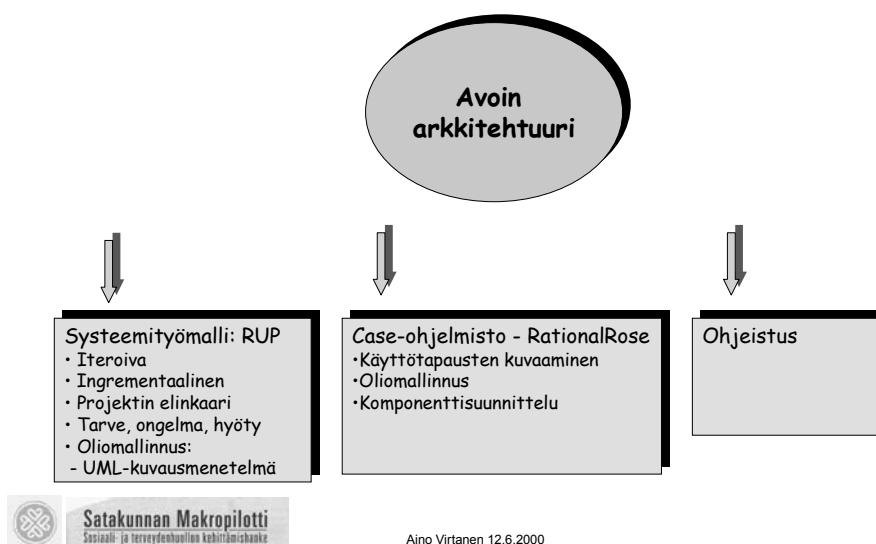 Avoin
arkkitehtuuri
Systeemityömalli: RUP
· Iteroiva
· Ingrementaalinen
· Projektin elinkaari
· Tarve, ongelma, hyöty
· Oliomallinnus:
- UML-kuvausmenetelmä
Case-ohjelmisto - RationalRose
·Käyttötapausten kuvaaminen
·Oliomallinnus
·Komponenttisuunnittelu
Ohjeistus
Satakunnan Makropilotti
Sosiaali- ja terveydenhuollon kehittämishanke
Aino Virtanen 12.6.2000